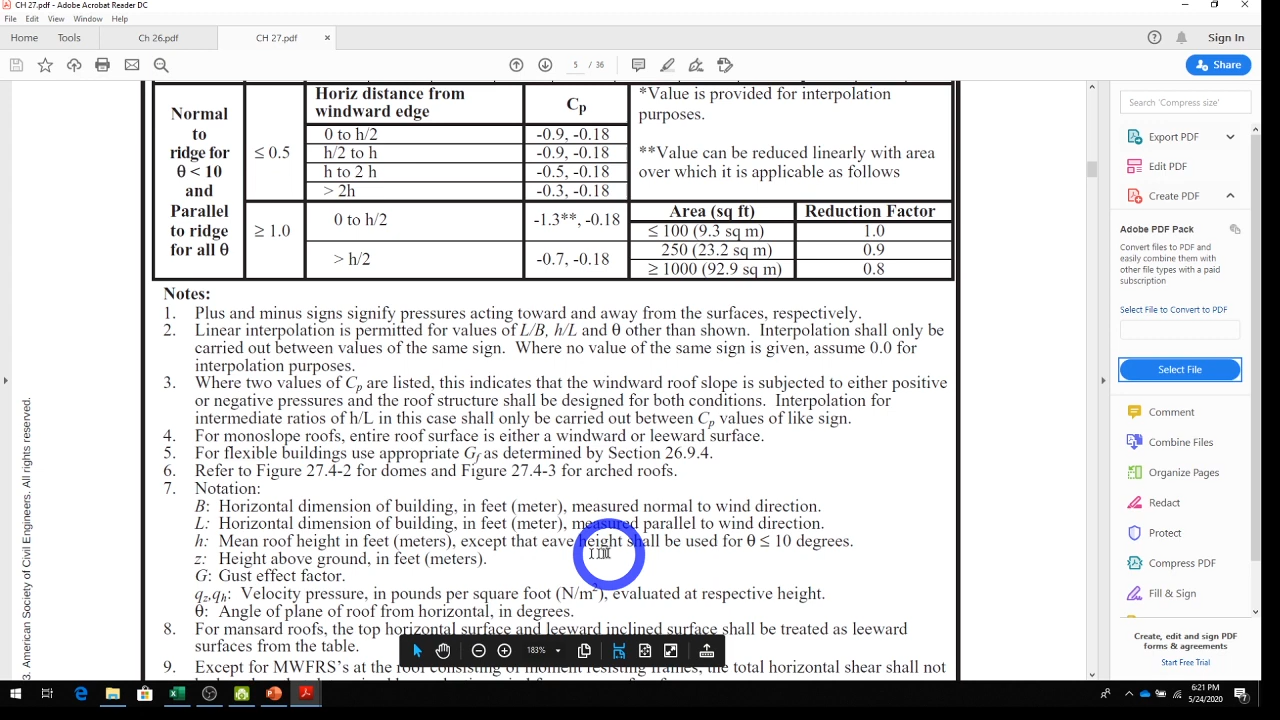 CH 27.pdf - Adobe Acrobat Reader DC
File Edit View Window Help
Home Tools Ch 26.pdf CH 27.pdf × Sign In
5 / 36 Share
Normal
to
ridge for
θ < 10
and
Parallel
to ridge
for all θ
≤ 0.5
Horiz distance from
windward edge
Cp
0 to h/2 -0.9, -0.18
h/2 to h -0.9, -0.18
h to 2 h -0.5, -0.18
> 2h -0.3, -0.18
*Value is provided for interpolation
purposes.
**Value can be reduced linearly with area
over which it is applicable as follows
≥ 1.0
0 to h/2 -1.3**, -0.18
> h/2 -0.7, -0.18
Area (sq ft) Reduction Factor
≤ 100 (9.3 sq m) 1.0
250 (23.2 sq m) 0.9
≥ 1000 (92.9 sq m) 0.8
Notes:
1. Plus and minus signs signify pressures acting toward and away from the surfaces, respectively.
2. Linear interpolation is permitted for values of L/B, h/L and θ other than shown. Interpolation shall only be
carried out between values of the same sign. Where no value of the same sign is given, assume 0.0 for
interpolation purposes.
3. Where two values of Cp are listed, this indicates that the windward roof slope is subjected to either positive
or negative pressures and the roof structure shall be designed for both conditions. Interpolation for
intermediate ratios of h/L in this case shall only be carried out between Cp values of like sign.
4. For monoslope roofs, entire roof surface is either a windward or leeward surface.
5. For flexible buildings use appropriate Gf as determined by Section 26.9.4.
6. Refer to Figure 27.4-2 for domes and Figure 27.4-3 for arched roofs.
7. Notation:
B: Horizontal dimension of building, in feet (meter), measured normal to wind direction.
L: Horizontal dimension of building, in feet (meter), measured parallel to wind direction.
h: Mean roof height in feet (meters), except that eave height shall be used for θ ≤ 10 degrees.
z: Height above ground, in feet (meters).
G: Gust effect factor.
qz,qh: Velocity pressure, in pounds per square foot (N/m2), evaluated at respective height.
θ: Angle of plane of roof from horizontal, in degrees.
8. For mansard roofs, the top horizontal surface and leeward inclined surface shall be treated as leeward
surfaces from the table.
9. Except for MWFRS's at the roof consisting of moment resisting frames, the total horizontal shear shall not
3. American Society of Civil Engineers. All rights reserved.
183%
Search 'Compress size'
Export PDF
Edit PDF
Create PDF
Adobe PDF Pack
Convert files to PDF and
easily combine them with
other file types with a paid
subscription
Select File to Convert to PDF
Select File
Comment
Combine Files
Organize Pages
Redact
Protect
Compress PDF
Fill & Sign
Create, edit and sign PDF
forms & agreements
Start Free Trial
6:21 PM
5/24/2020